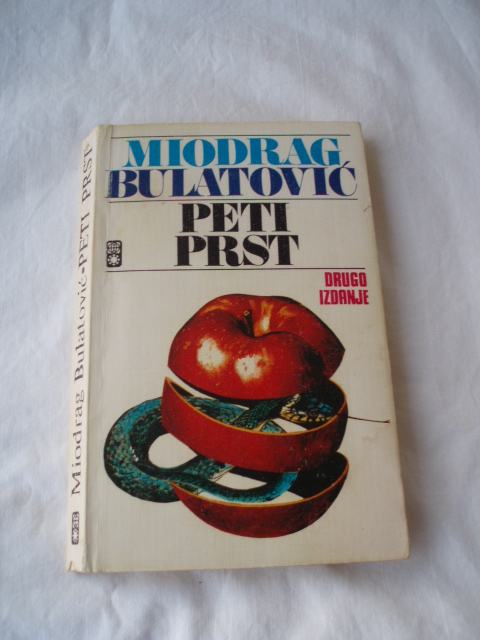 MIODRAG
BULATOVIĆ
PETI
PRST
DRUGO
IZDANJE
Miodrag Bulatović-PETI PRST